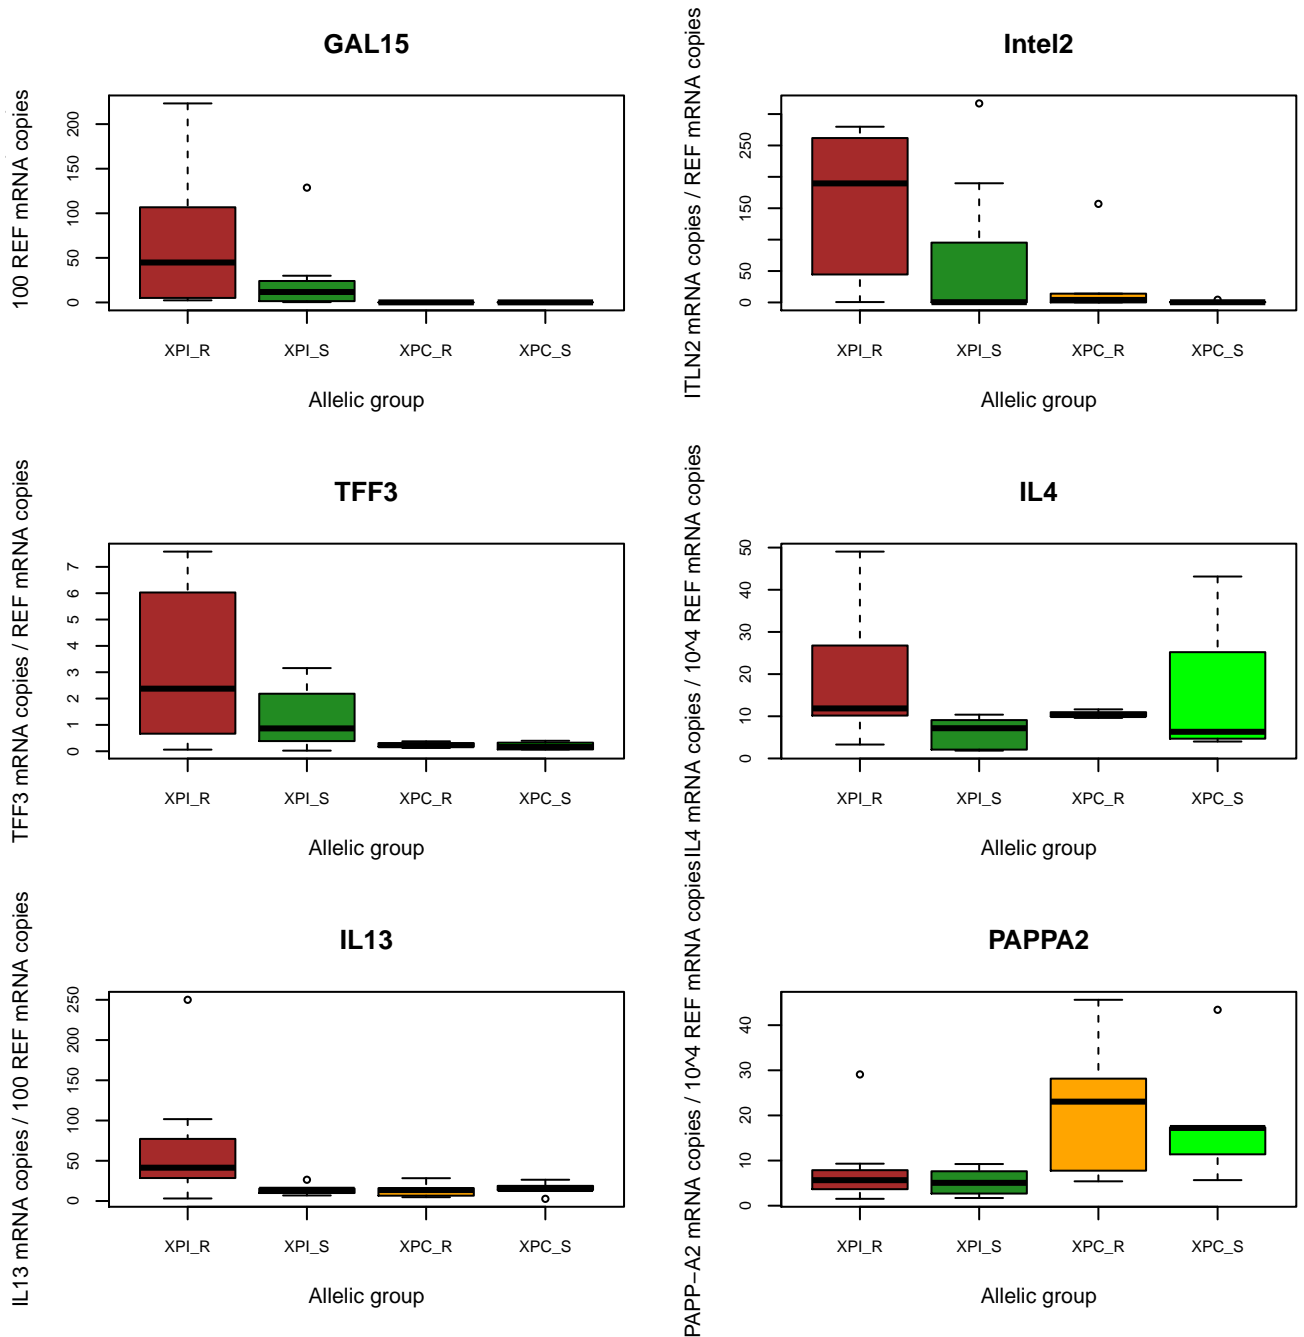 GAL15
100 REF mRNA copies
200
150
100
50
0
XPI_R XPI_S XPC_R XPC_S
Allelic group
Intel2
ITLN2 mRNA copies / REF mRNA copies
250
150
50
0
XPI_R XPI_S XPC_R XPC_S
Allelic group
TFF3
TFF3 mRNA copies / REF mRNA copies
7
6
5
4
3
2
1
0
XPI_R XPI_S XPC_R XPC_S
Allelic group
IL4
IL4 mRNA copies / 10^4 REF mRNA copies
50
40
30
20
10
0
XPI_R XPI_S XPC_R XPC_S
Allelic group
IL13
IL13 mRNA copies / 100 REF mRNA copies
250
200
150
100
50
0
XPI_R XPI_S XPC_R XPC_S
Allelic group
PAPPA2
PAPP−A2 mRNA copies / 10^4 REF mRNA copies
40
30
20
10
0
XPI_R XPI_S XPC_R XPC_S
Allelic group